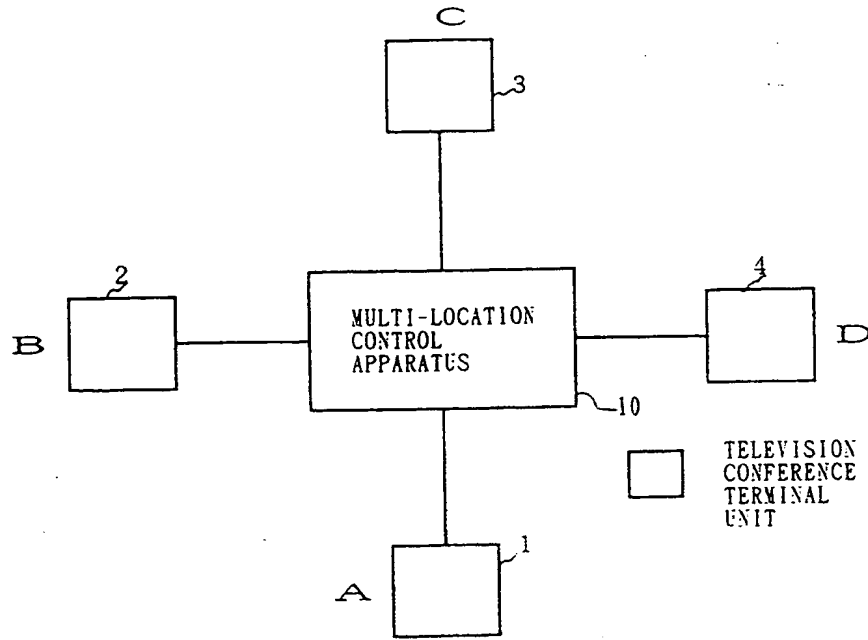 C
3
2
4
MULTI-LOCATION
CONTROL
APPARATUS
B
D
10
TELEVISION
CONFERENCE
TERMINAL
UNIT
1
A